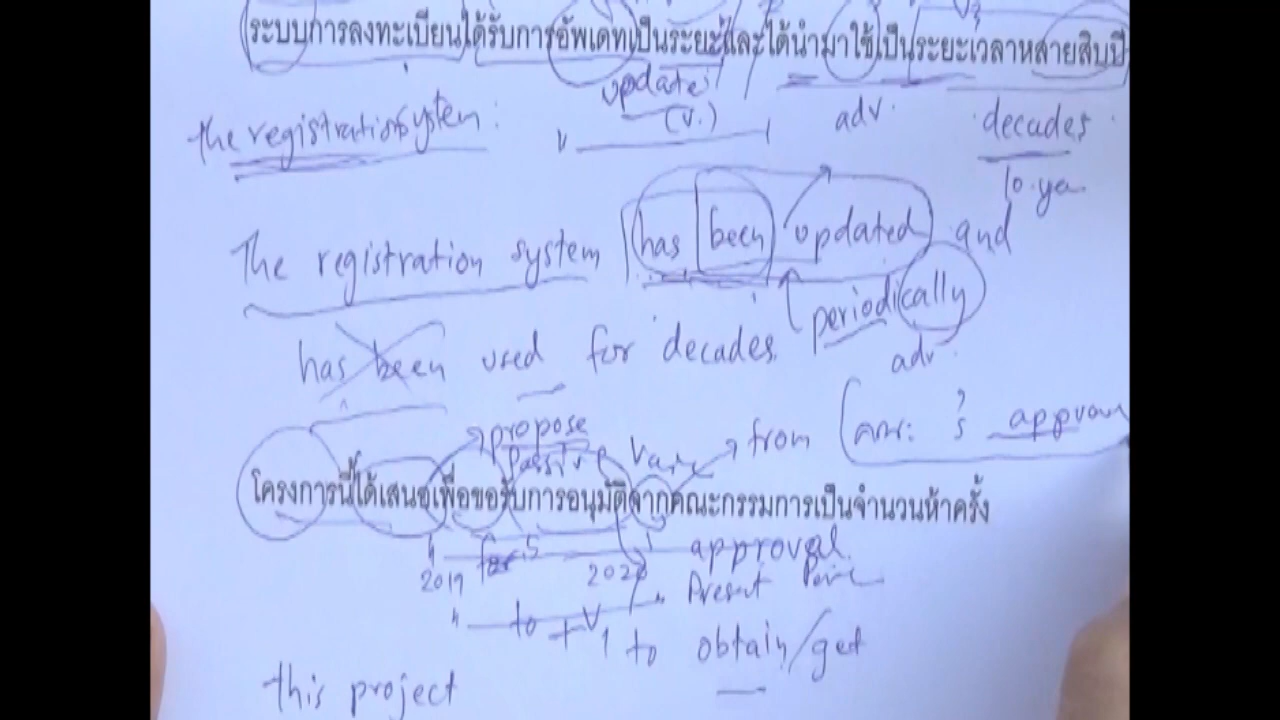 ระบบการลงทะเบียนได้รับการอัพเดทเป็นระยะและได้นำมาใช้เป็นระยะเวลาหลายสิบปี
update
(v.)
adv.
decades
the registration system :
10 ye
The registration system has been updated and
periodically
adv.
has been used for decades.
propose
Passive
from
's approval
โครงการนี้ได้เสนอเพื่อขอรับการอนุมัติจากคณะกรรมการเป็นจำนวนห้าครั้ง
for
approval.
2019
2020
Present
to + V1
to obtain/get
this project